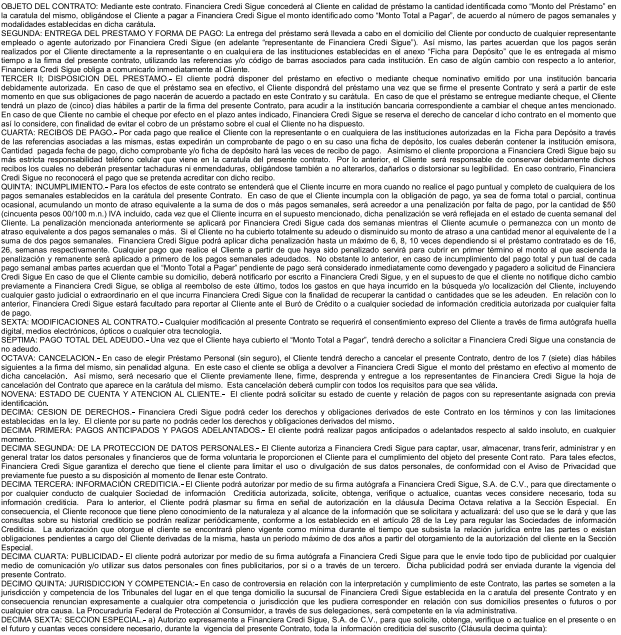 OBJETO DEL CONTRATO: Mediante este contrato. Financiera Credi Sigue concederá al Cliente en calidad de préstamo la cantidad identificada como “Monto del Préstamo” en
la caratula del mismo, obligándose el Cliente a pagar a Financiera Credi Sigue el monto identificado como “Monto Total a Pagar”, de acuerdo al número de pagos semanales y
modalidades establecidas en dicha carátula.
SEGUNDA: ENTREGA DEL PRESTAMO Y FORMA DE PAGO: La entrega del préstamo será llevada a cabo en el domicilio del Cliente por conducto de cualquier representante
empleado o agente autorizado por Financiera Credi Sigue (en adelante “representante de Financiera Credi Sigue”). Así mismo, las partes acuerdan que los pagos serán
realizados por el Cliente directamente a la representante o en cualquiera de las instituciones establecidas en el anexo “Ficha para Depósito” que le es entregada al mismo
tiempo a la firma del presente contrato, utilizando las referencias y/o código de barras asociados para cada institución. En caso de algún cambio con respecto a lo anterior,
Financiera Credi Sigue obliga a comunicarlo inmediatamente al Cliente.
TERCER II; DISPOSICION DEL PRESTAMO.- El cliente podrá disponer del préstamo en efectivo o mediante cheque nominativo emitido por una institución bancaria
debidamente autorizada. En caso de que el préstamo sea en efectivo, el Cliente dispondrá del préstamo una vez que se firme el presente Contrato y será a partir de este
momento en que sus obligaciones de pago nacerán de acuerdo a pactado en este Contrato y su carátula. En caso de que el préstamo se entregue mediante cheque, el Cliente
tendrá un plazo de (cinco) días hábiles a partir de la firma del presente Contrato, para acudir a la institución bancaria correspondiente a cambiar el cheque antes mencionado.
En caso de que Cliente no cambie el cheque por efecto en el plazo antes indicado, Financiera Credi Sigue se reserva el derecho de cancelar d icho contrato en el momento que
así lo considere, con finalidad de evitar el cobro de un préstamo sobre el cual el Cliente no ha dispuesto.
CUARTA: RECIBOS DE PAGO.- Por cada pago que realice el Cliente con la representante o en cualquiera de las instituciones autorizadas en la Ficha para Depósito a través
de las referencias asociadas a las mismas, estas expedirán un comprobante de pago o en su caso una ficha de depósito, los cuales deberán contener la institución emisora,
Cantidad pagada fecha de pago, dicho comprobante y/o ficha de depósito hará las veces de recibo de pago. Asimismo el cliente proporciona a Financiera Credi Sigue bajo su
más estricta responsabilidad teléfono celular que viene en la caratula del presente contrato. Por lo anterior, el Cliente será responsable de conservar debidamente dichos
recibos los cuales no deberán presentar tachaduras ni enmendaduras, obligándose también a no alterarlos, dañarlos o distorsionar su legibilidad. En caso contrario, Financiera
Credi Sigue no reconocerá el pago que se pretenda acreditar con dicho recibo.
QUINTA: INCUMPLIMIENTO.- Para los efectos de este contrato se entenderá que el Cliente incurre en mora cuando no realice el pago puntual y completo de cualquiera de los
pagos semanales establecidos en la carátula del presente Contrato. En caso de que el Cliente incumpla con la obligación de pago, ya sea de forma total o parcial, continua
ocasional, acumulando un monto de atraso equivalente a la suma de dos o más pagos semanales, será acreedor a una penalización por falta de pago, por la cantidad de $50
(cincuenta pesos 00/100 m.n.) IVA incluido, cada vez que el Cliente incurra en el supuesto mencionado, dicha penalización se verá reflejada en el estado de cuenta semanal del
Cliente. La penalización mencionada anteriormente se aplicará por Financiera Credi Sigue cada dos semanas mientras el Cliente acumule o permanezca con un monto de
atraso equivalente a dos pagos semanales o más. Si el Cliente no ha cubierto totalmente su adeudo o disminuido su monto de atraso a una cantidad menor al equivalente de l a
suma de dos pagos semanales. Financiera Credi Sigue podrá aplicar dicha penalización hasta un máximo de 6, 8, 10 veces dependiendo si el préstamo contratado es de 16,
26, semanas respectivamente. Cualquier pago que realice el Cliente a partir de que haya sido penalizado servirá para cubrir en primer término el monto al que ascienda la
penalización y remanente será aplicado a primero de los pagos semanales adeudados. No obstante lo anterior, en caso de incumplimiento del pago total y pun tual de cada
pago semanal ambas partes acuerdan que el “Monto Total a Pagar” pendiente de pago será considerado inmediatamente como devengado y pagadero a solicitud de Financiera
Credi Sigue En caso de que el Cliente cambie su domicilio, deberá notificarlo por escrito a Financiera Credi Sigue, y en el supuesto de que el cliente no notifique dicho cambio
previamente a Financiera Credi Sigue, se obliga al reembolso de este último, todos los gastos en que haya incurrido en la búsqueda y/o localización del Cliente, incluyendo
cualquier gasto judicial o extraordinario en el que incurra Financiera Credi Sigue con la finalidad de recuperar la cantidad o cantidades que se les adeuden. En relación con lo
anterior, Financiera Credi Sigue estará facultado para reportar al Cliente ante el Buró de Crédito o a cualquier sociedad de información crediticia autorizada por cualquier falta
de pago.
SEXTA: MODIFICACIONES AL CONTRATO.- Cualquier modificación al presente Contrato se requerirá el consentimiento expreso del Cliente a través de firma autógrafa huella
digital, medios electrónicos, ópticos o cualquier otra tecnología.
SÉPTIMA: PAGO TOTAL DEL ADEUDO.- Una vez que el Cliente haya cubierto el “Monto Total a Pagar”, tendrá derecho a solicitar a Financiera Credi Sigue una constancia de
no adeudo.
OCTAVA: CANCELACION.- En caso de elegir Préstamo Personal (sin seguro), el Cliente tendrá derecho a cancelar el presente Contrato, dentro de los 7 (siete) días hábiles
siguientes a la firma del mismo, sin penalidad alguna. En este caso el cliente se obliga a devolver a Financiera Credi Sigue el monto del préstamo en efectivo al momento de
dicha cancelación. Así mismo, será necesario que el Cliente previamente llene, firme, desprenda y entregue a los representantes de Financiera Credi Sigue la hoja de
cancelación del Contrato que aparece en la carátula del mismo. Esta cancelación deberá cumplir con todos los requisitos para que sea válida.
NOVENA: ESTADO DE CUENTA Y ATENCION AL CLIENTE.- El cliente podrá solicitar su estado de cuenta y relación de pagos con su representante asignada con previa
identificación.
DECIMA: CESION DE DERECHOS.- Financiera Credi Sigue podrá ceder los derechos y obligaciones derivados de este Contrato en los términos y con las limitaciones
establecidas en la ley. El cliente por su parte no podrás ceder los derechos y obligaciones derivados del mismo.
DECIMA PRIMERA: PAGOS ANTICIPADOS Y PAGOS ADELANTADOS.- El cliente podrá realizar pagos anticipados o adelantados respecto al saldo insoluto, en cualquier
momento.
DECIMA SEGUNDA: DE LA PROTECCION DE DATOS PERSONALES.- El Cliente autoriza a Financiera Credi Sigue para captar, usar, almacenar, transferir, administrar y en
general tratar los datos personales y financieros que de forma voluntaria le proporcionen el Cliente para el cumplimiento del objeto del presente Cont rato. Para tales efectos,
Financiera Credi Sigue garantiza el derecho que tiene el cliente para limitar el uso o divulgación de sus datos personales, de conformidad con el Aviso de Privacidad que
previamente fue puesto a su disposición al momento de llenar este Contrato.
DECIMA TERCERA: INFORMACIÓN CREDITICIA.- El Cliente podrá autorizar por medio de su firma autógrafa a Financiera Credi Sigue, S.A. de C.V., para que directamente o
por cualquier conducto de cualquier Sociedad de información Crediticia autorizada, solicite, obtenga, verifique o actualice, cuantas veces considere necesario, toda su
información crediticia. Para lo anterior, el Cliente podrá plasmar su firma en señal de autorización en la cláusula Decima Octava relativa a la Sección Especial. En
consecuencia, el Cliente reconoce que tiene pleno conocimiento de la naturaleza y al alcance de la información que se solicitara y actualizará: del uso que se le dará y que las
consultas sobre su historial crediticio se podrán realizar periódicamente, conforme a los establecido en el artículo 28 de la Ley para regular las Sociedades de información
Crediticia. La autorización que otorgue el cliente se encontrará pleno vigente como mínima durante el tiempo que subsista la relación jurídica entre las partes o existan
obligaciones pendientes a cargo del Cliente derivadas de la misma, hasta un periodo máximo de dos años a partir del otorgamiento de la autorización del cliente en la Sección
Especial.
DECIMA CUARTA: PUBLICIDAD.- El cliente podrá autorizar por medio de su firma autógrafa a Financiera Credi Sigue para que le envíe todo tipo de publicidad por cualquier
medio de comunicación y/o utilizar sus datos personales con fines publicitarios, por si o a través de un tercero. Dicha publicidad podrá ser enviada durante la vigencia del
presente Contrato.
DECIMO QUINTA: JURISDICCION Y COMPETENCIA:- En caso de controversia en relación con la interpretación y cumplimiento de este Contrato, las partes se someten a la
jurisdicción y competencia de los Tribunales del lugar en el que tenga domicilio la sucursal de Financiera Credi Sigue establecida en la caratula del presente Contrato y en
consecuencia renuncian expresamente a cualquier otra competencia o jurisdicción que les pudiera corresponder en relación con sus domicilios presentes o futuros o por
cualquier otra causa. La Procuraduría Federal de Protección al Consumidor, a través de sus delegaciones, será competente en la vía administrativa.
DECIMA SEXTA: SECCION ESPECIAL.- a) Autorizo expresamente a Financiera Credi Sigue, S.A. de C.V., para que solicite, obtenga, verifique o ac tualice en el presente o en
el futuro y cuantas veces considere necesario, durante la vigencia del presente Contrato, toda la información crediticia del suscrito (Cláusula decima quinta):